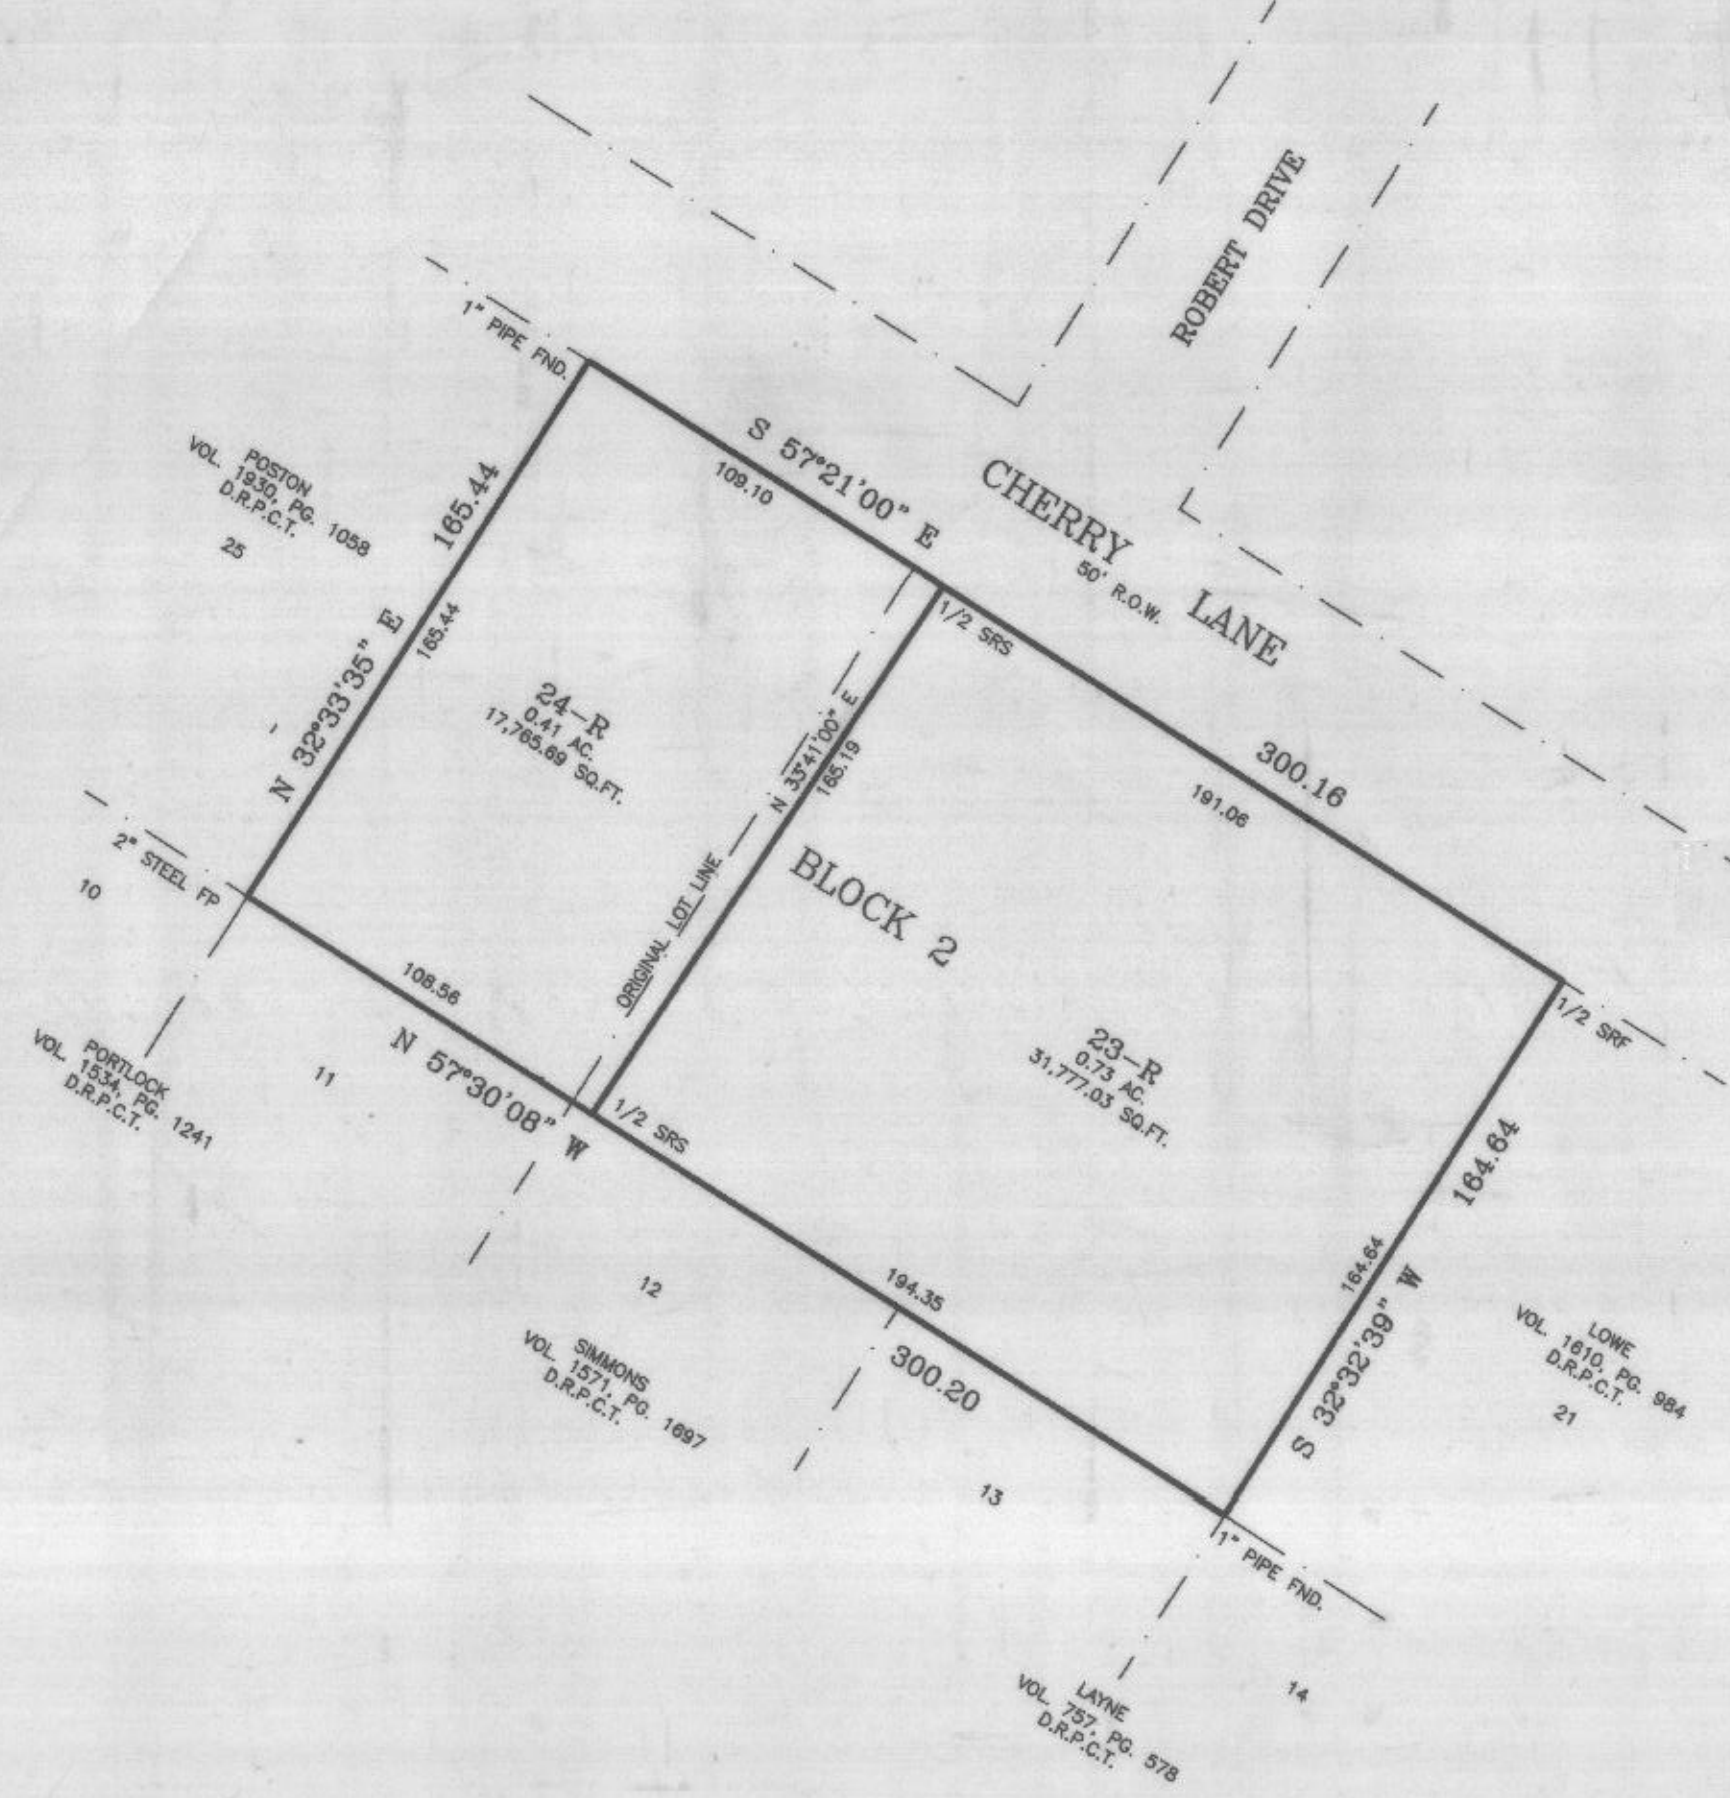 ROBERT DRIVE
1" PIPE FND.
S 57°21'00" E
109.10
CHERRY LANE
50' R.O.W.
POSTON
VOL. 1930, PG. 1058
D.R.P.C.T.
25
165.44
N 32°33'35" E
165.44
1/2 SRS
24-R
0.41 AC.
17,765.69 SQ.FT.
N 33°41'00" E
165.19
300.16
191.06
2" STEEL FP
10
ORIGINAL LOT LINE
BLOCK 2
108.56
N 57°30'08" W
1/2 SRF
PORTLOCK
VOL. 1534, PG. 1241
D.R.P.C.T.
11
1/2 SRS
23-R
0.73 AC.
31,777.03 SQ.FT.
164.64
164.64
S 32°32'39" W
12
194.35
300.20
SIMMONS
VOL. 1571, PG. 1697
D.R.P.C.T.
LOWE
VOL. 1610, PG. 984
D.R.P.C.T.
21
13
1" PIPE FND.
14
LAYNE
VOL. 757, PG. 578
D.R.P.C.T.